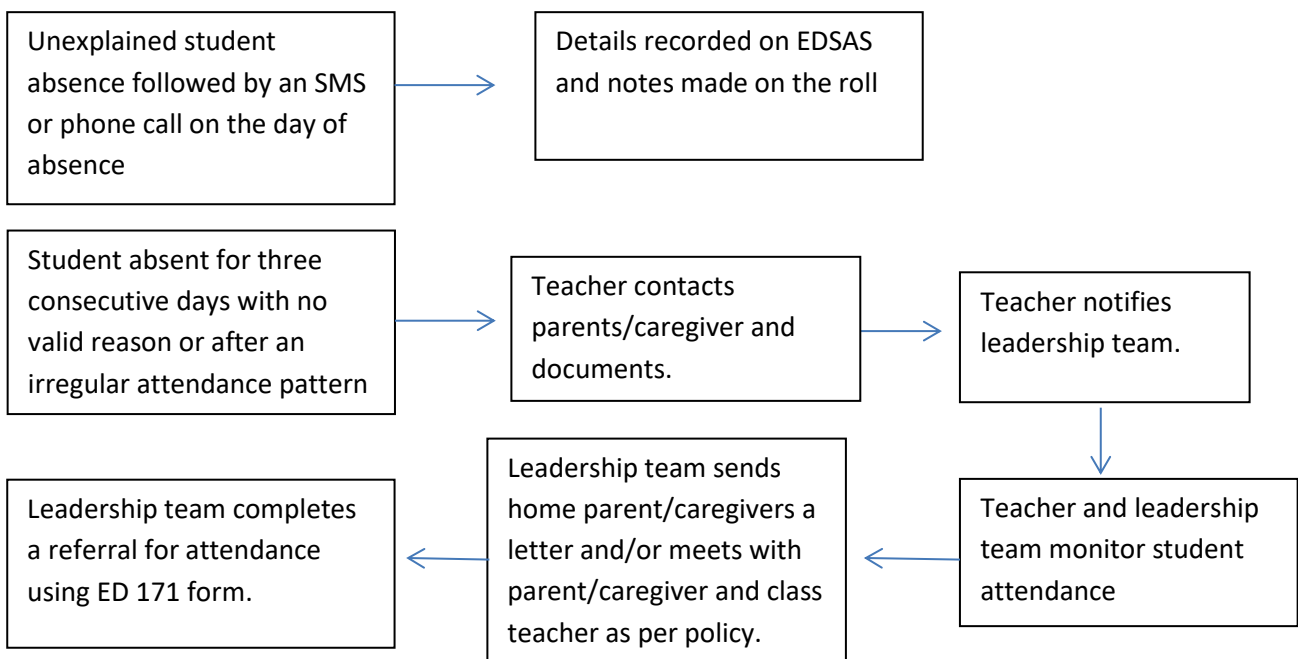 Unexplained student
absence followed by an SMS
or phone call on the day of
absence
Details recorded on EDSAS
and notes made on the roll
Student absent for three
consecutive days with no
valid reason or after an
irregular attendance pattern
Teacher contacts
parents/caregiver and
documents.
Teacher notifies
leadership team.
Teacher and leadership
team monitor student
attendance
Leadership team sends
home parent/caregivers a
letter and/or meets with
parent/caregiver and class
teacher as per policy.
Leadership team completes
a referral for attendance
using ED 171 form.